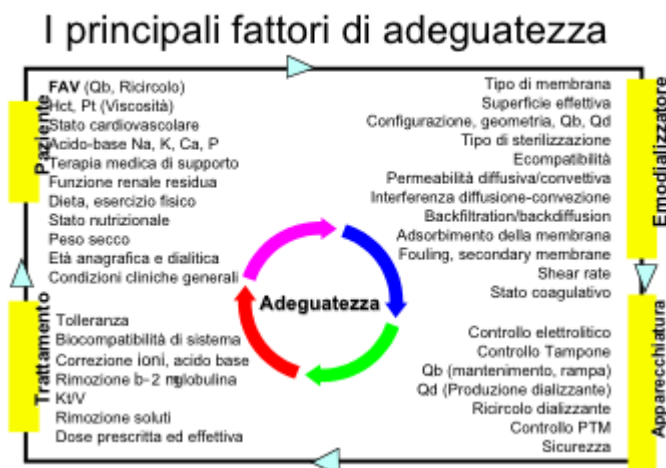 I principali fattori di adeguatezza
Paziente
FAV (Qb, Ricircolo)
Hct, Pt (Viscosità)
Stato cardiovascolare
Acido-base Na, K, Ca, P
Terapia medica di supporto
Funzione renale residua
Dieta, esercizio fisico
Stato nutrizionale
Peso secco
Età anagrafica e dialitica
Condizioni cliniche generali
Emodializzatore
Tipo di membrana
Superficie effettiva
Configurazione, geometria, Qb, Qd
Tipo di sterilizzazione
Ecompatibilità
Permeabilità diffusiva/convettiva
Interferenza diffusione-convezione
Backfiltration/backdiffusion
Adsorbimento della membrana
Fouling, secondary membrane
Shear rate
Stato coagulativo
Adeguatezza
Trattamento
Tolleranza
Biocompatibilità di sistema
Correzione ioni, acido base
Rimozione b-2
Kt/V
Rimozione soluti
Dose prescritta ed effettiva
Apparecchiatura
Controllo elettrolitico
Controllo Tampone
Qb (mantenimento, rampa)
Qd (Produzione dializzante)
Ricircolo dializzante
Controllo PTM
Sicurezza